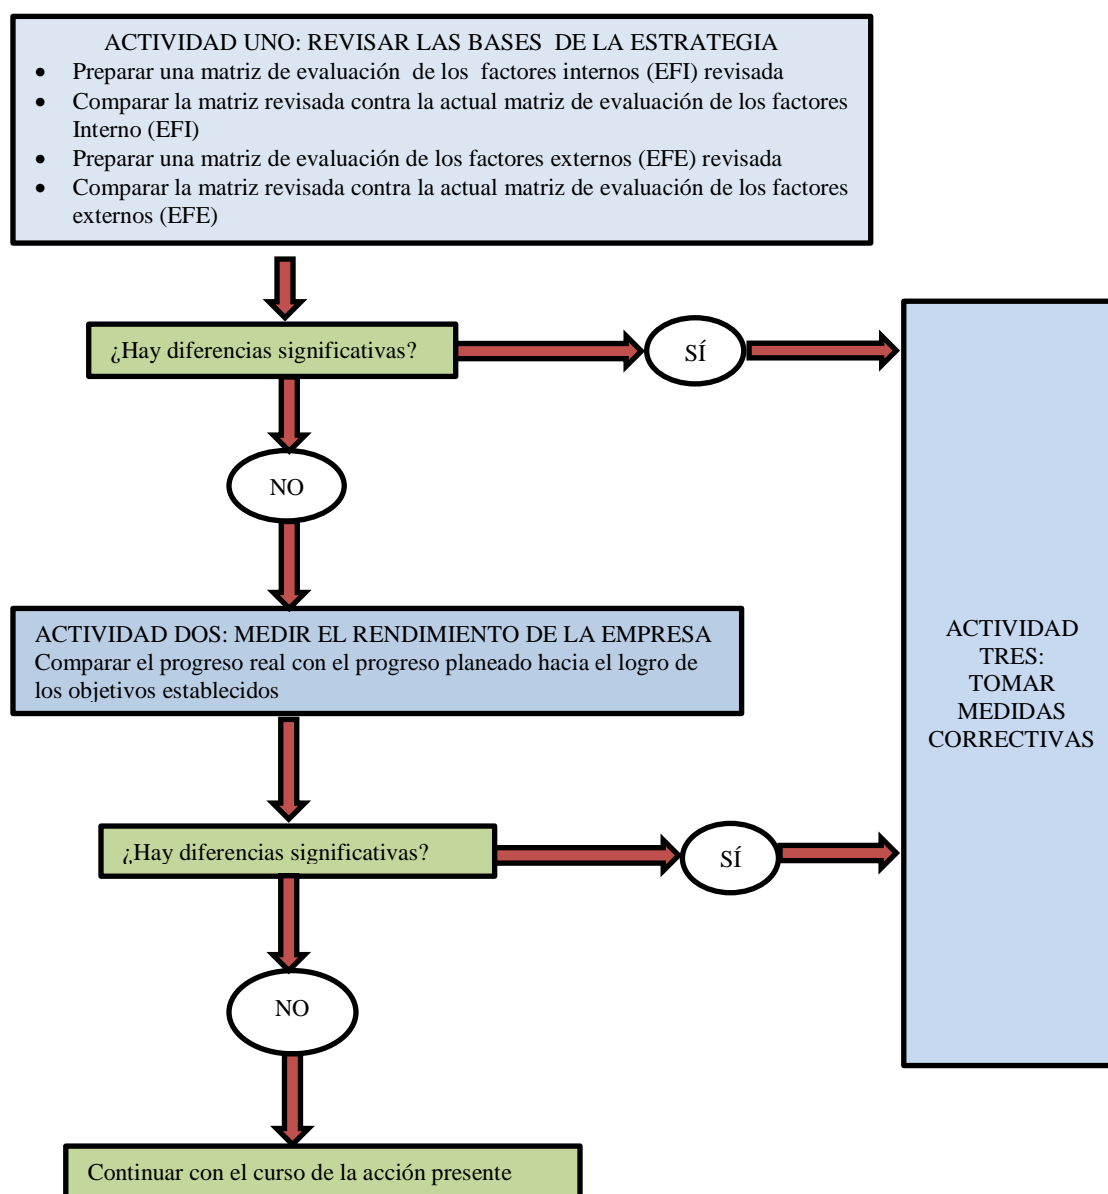 ACTIVIDAD UNO: REVISAR LAS BASES DE LA ESTRATEGIA
• Preparar una matriz de evaluación de los factores internos (EFI) revisada
• Comparar la matriz revisada contra la actual matriz de evaluación de los factores
Interno (EFI)
• Preparar una matriz de evaluación de los factores externos (EFE) revisada
• Comparar la matriz revisada contra la actual matriz de evaluación de los factores
externos (EFE)
¿Hay diferencias significativas?
SÍ
NO
ACTIVIDAD DOS: MEDIR EL RENDIMIENTO DE LA EMPRESA
Comparar el progreso real con el progreso planeado hacia el logro de
los objetivos establecidos
ACTIVIDAD
TRES:
TOMAR
MEDIDAS
CORRECTIVAS
¿Hay diferencias significativas?
SÍ
NO
Continuar con el curso de la acción presente